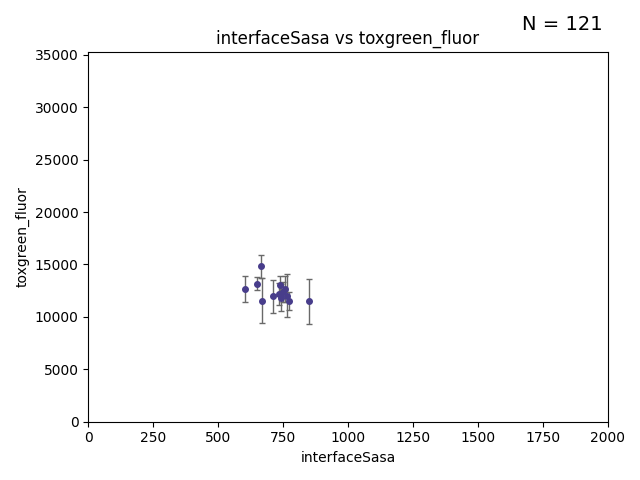 N = 121
interfaceSasa vs toxgreen_fluor
35000
30000
25000
20000
15000
10000
5000
0
toxgreen_fluor
0 250 500 750 1000 1250 1500 1750 2000
interfaceSasa